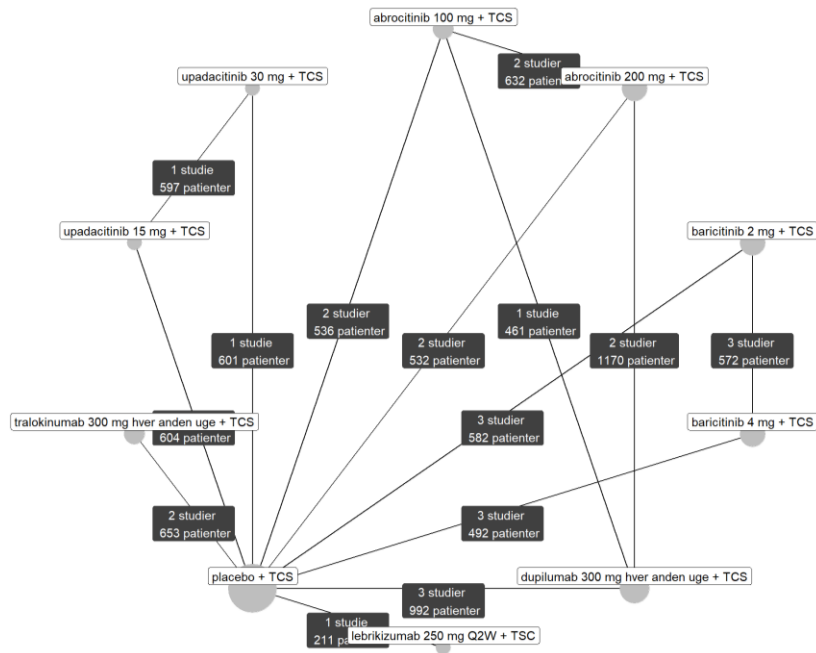 abrocitinib 100 mg + TCS
2 studier
632 patienter
upadacitinib 30 mg + TCS
abrocitinib 200 mg + TCS
1 studie
597 patienter
upadacitinib 15 mg + TCS
baricitinib 2 mg + TCS
2 studier
536 patienter
1 studie
461 patienter
1 studie
601 patienter
2 studier
532 patienter
2 studier
1170 patienter
3 studier
572 patienter
tralokinumab 300 mg hver anden uge + TCS
604 patienter
3 studier
582 patienter
baricitinib 4 mg + TCS
2 studier
653 patienter
3 studier
492 patienter
placebo + TCS
dupilumab 300 mg hver anden uge + TCS
3 studier
992 patienter
1 studie
211
lebrikizumab 250 mg Q2W + TSC